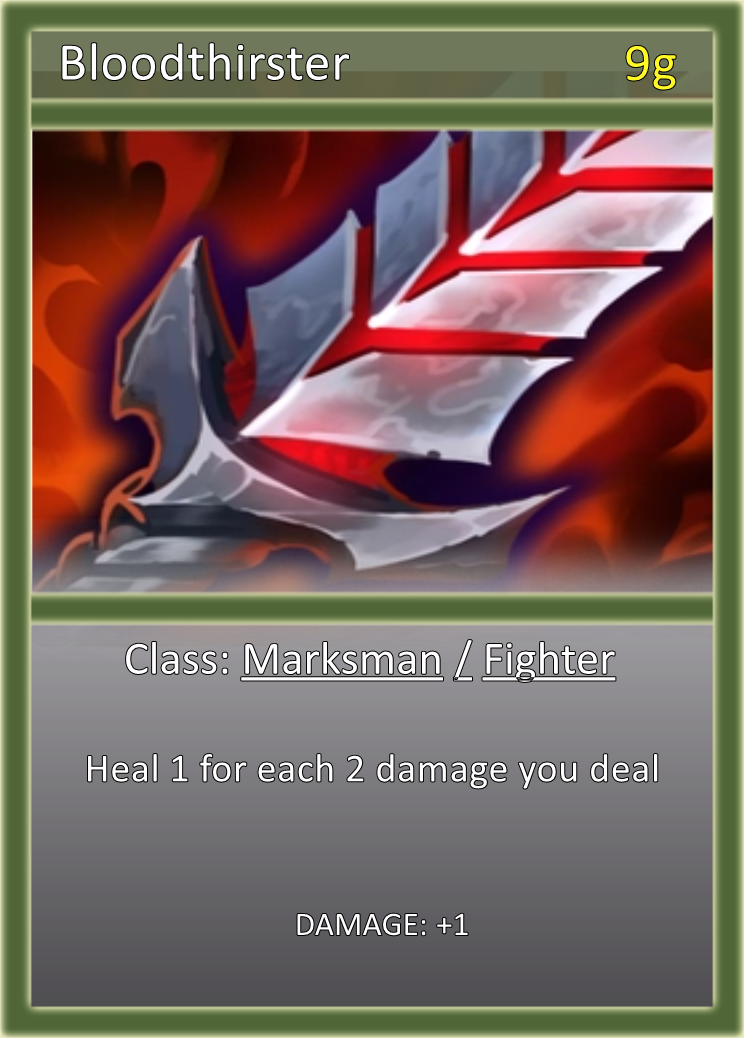 Bloodthirster 9g
Class: Marksman / Fighter
Heal 1 for each 2 damage you deal
DAMAGE: +1